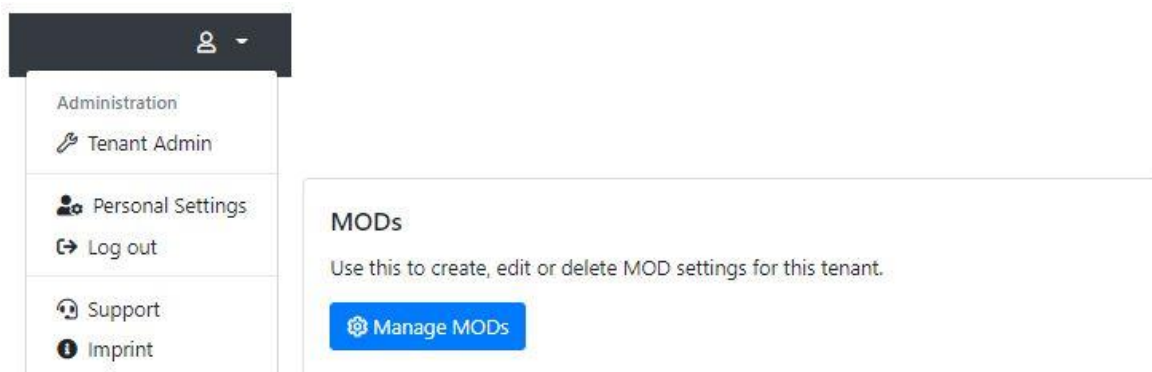 Administration
Tenant Admin
Personal Settings
Log out
Support
Imprint
MODs
Use this to create, edit or delete MOD settings for this tenant.
Manage MODs